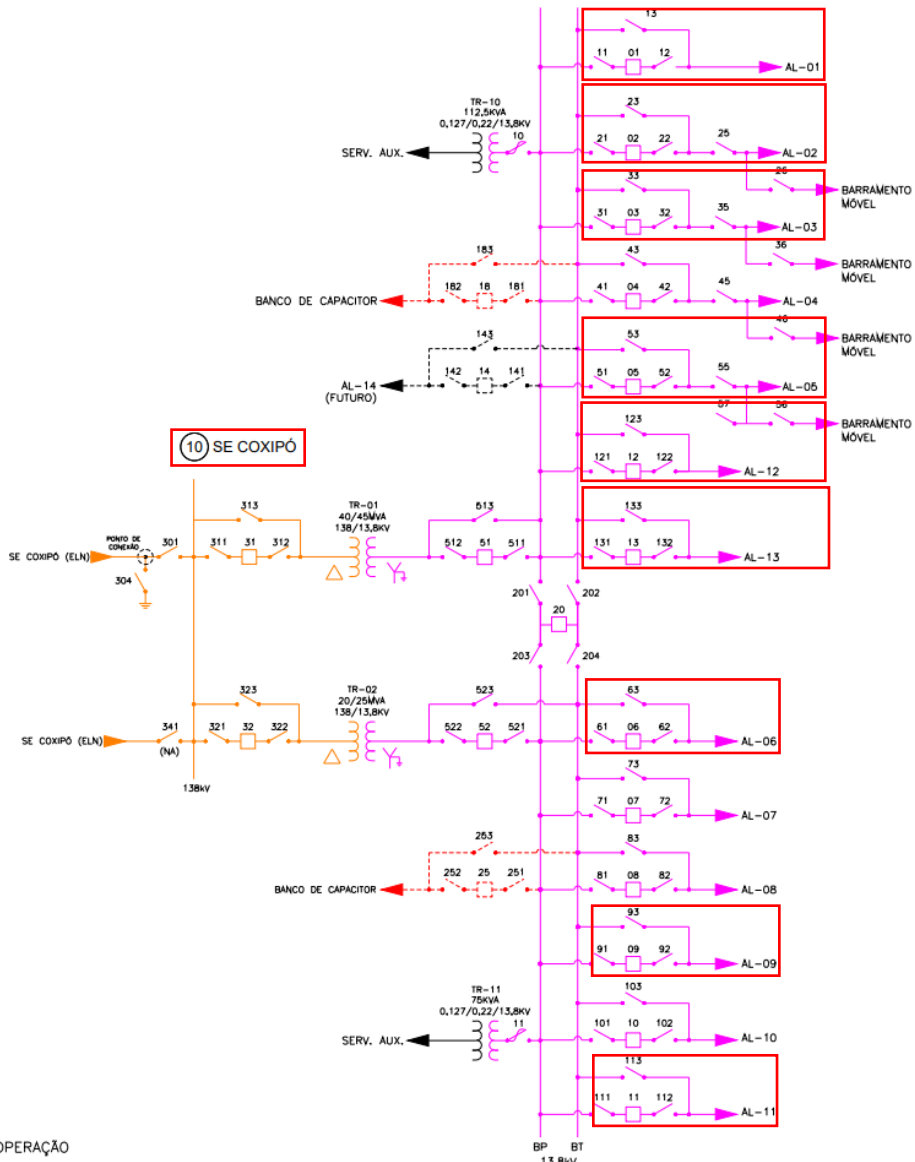 13
11 01 12
AL-01
TR-10
112,5KVA
0,127/0,22/13,8KV
10
SERV. AUX.
23
21 02 22 25
AL-02
26
BARRAMENTO
MÓVEL
33
31 03 32 35
AL-03
36
BARRAMENTO
MÓVEL
183
182 18 181
BANCO DE CAPACITOR
43
41 04 42 45
AL-04
46
BARRAMENTO
MÓVEL
143
142 14 141
AL-14
(FUTURO)
53
51 05 52 55
AL-05
57 56
BARRAMENTO
MÓVEL
10 SE COXIPÓ
123
121 12 122
AL-12
PONTO DE
CONEXÃO
SE COXIPÓ (ELN)
301
304
313
311 31 312
TR-01
40/45MVA
138/13,8KV
513
512 51 511
133
131 13 132
AL-13
201 202
20
203 204
SE COXIPÓ (ELN)
341
(NA)
323
321 32 322
138kV
TR-02
20/25MVA
138/13,8KV
523
522 52 521
63
61 06 62
AL-06
73
71 07 72
AL-07
253
252 25 251
BANCO DE CAPACITOR
83
81 08 82
AL-08
93
91 09 92
AL-09
TR-11
75KVA
0,127/0,22/13,8KV
11
SERV. AUX.
103
101 10 102
AL-10
113
111 11 112
AL-11
OPERAÇÃO
BP BT
13,8kV